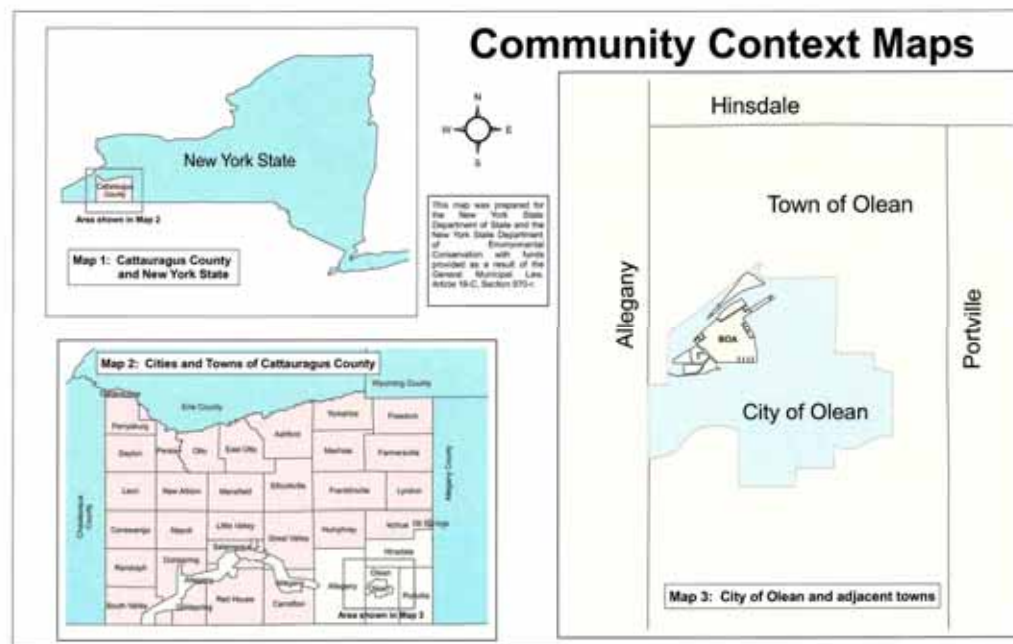 Community Context Maps
New York State
Cattaraugus
County
Area shown in Map 2
Map 1: Cattauragus County
and New York State
N
W
E
S
This map was prepared for
the New York State
Department of State and the
New York State Department
of Environmental
Conservation with funds
provided as a result of the
General Municipal Law,
Article 18-C, Section 970-r.
Map 2: Cities and Towns of Cattauragus County
Wyoming County
Erie County
Perrysburg
Yorkshire
Freedom
Ashford
Dayton
Persia
Otto
East Otto
Machias
Farmersville
Leon
New Albion
Mansfield
Ellicottville
Franklinville
Lyndon
Chautauqua
County
Allegany County
Conewango
Napoli
Little Valley
Great Valley
Humphrey
Ischua
Hinsdale
Salamanca
Randolph
Coldspring
Allegany
Olean
South Valley
Coldspring
Red House
Carrollton
Allegany
Portville
Area shown in Map 3
Hinsdale
Town of Olean
Allegany
Portville
BOA
City of Olean
Map 3: City of Olean and adjacent towns